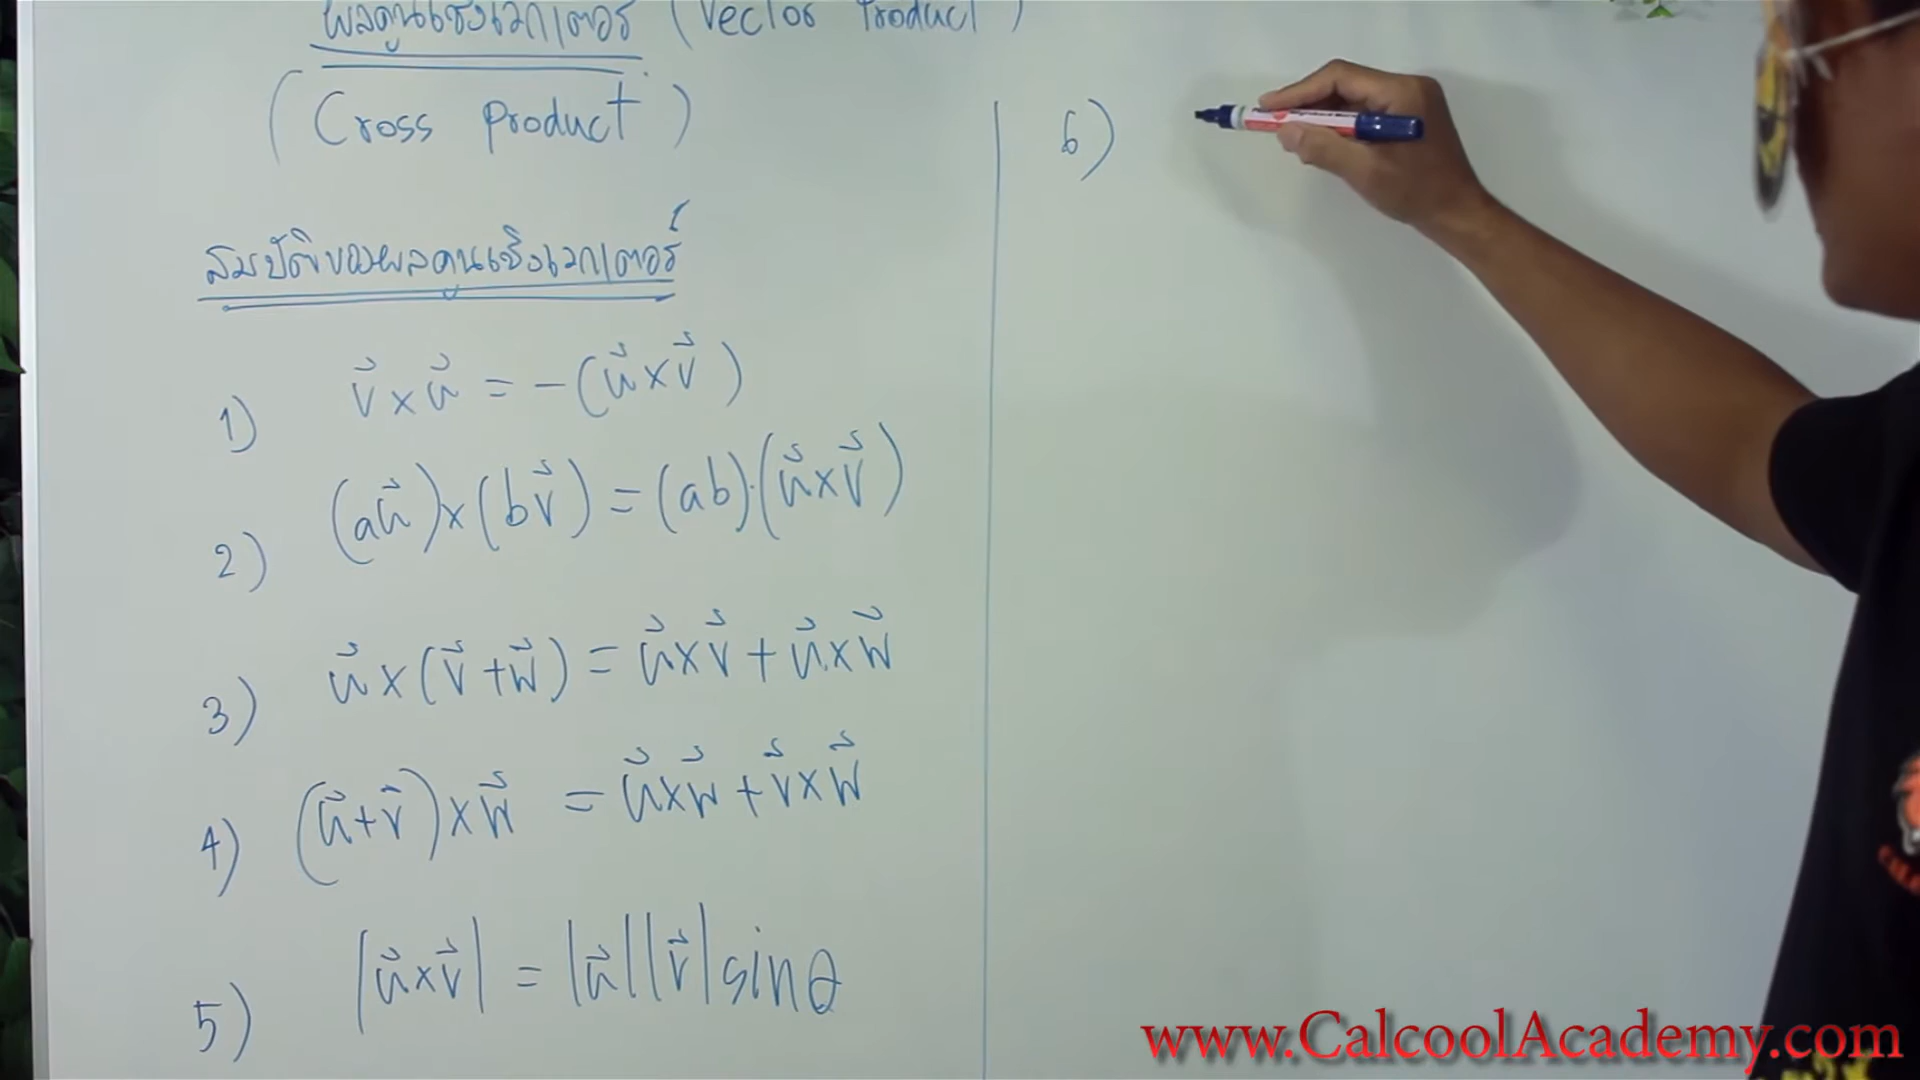 ผลคูณเชิงเวกเตอร์ (Vector Product)
(Cross product)
สมบัติของผลคูณเชิงเวกเตอร์
1) v⃗ × u⃗ = -(u⃗ × v⃗)
2) (au⃗) × (bv⃗) = (ab)·(u⃗ × v⃗)
3) u⃗ × (v⃗ + w⃗) = u⃗ × v⃗ + u⃗ × w⃗
4) (u⃗ + v⃗) × w⃗ = u⃗ × w⃗ + v⃗ × w⃗
5) |u⃗ × v⃗| = |u⃗||v⃗| sin θ
6)
www.CalcoolAcademy.com